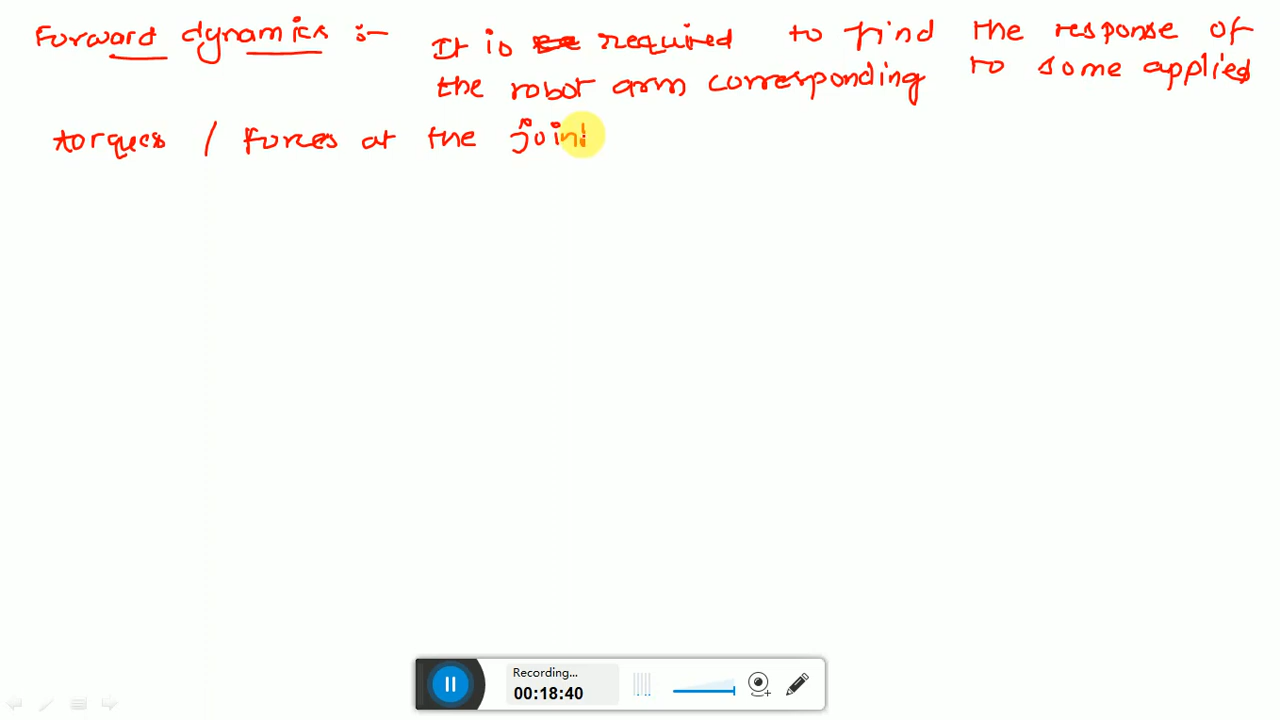 Forward dynamics :- It is required to find the response of
the robot arm corresponding to some applied
torques / forces at the joint
Recording...
00:18:40